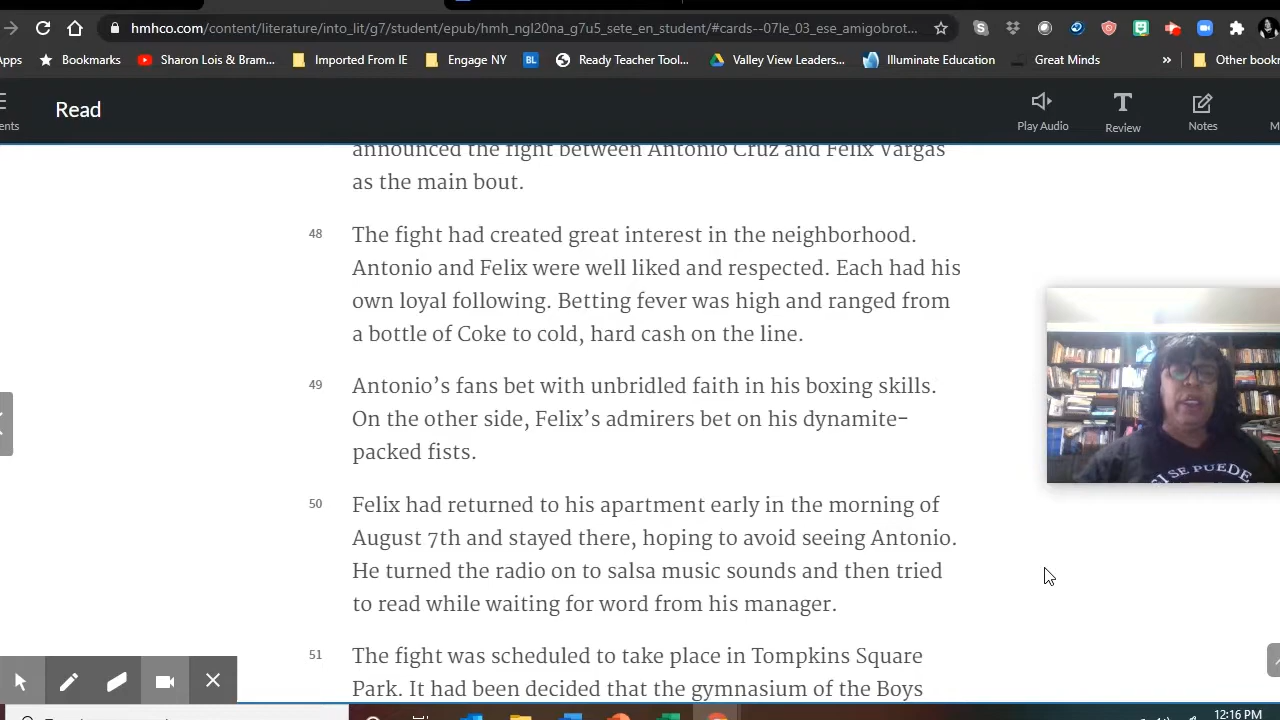 hmhco.com/content/literature/into_lit/g7/student/epub/hmh_ngl20na_g7u5_sete_en_student/#cards--07le_03_ese_amigobrot...
Apps Bookmarks Sharon Lois & Bram... Imported From IE Engage NY BL Ready Teacher Tool... Valley View Leaders... Illuminate Education Great Minds » Other bookn
ents Read Play Audio Review Notes M
announced the fight between Antonio Cruz and Felix Vargas
as the main bout.
48 The fight had created great interest in the neighborhood.
Antonio and Felix were well liked and respected. Each had his
own loyal following. Betting fever was high and ranged from
a bottle of Coke to cold, hard cash on the line.
49 Antonio’s fans bet with unbridled faith in his boxing skills.
On the other side, Felix’s admirers bet on his dynamite-
packed fists.
SI SE PUEDE
50 Felix had returned to his apartment early in the morning of
August 7th and stayed there, hoping to avoid seeing Antonio.
He turned the radio on to salsa music sounds and then tried
to read while waiting for word from his manager.
51 The fight was scheduled to take place in Tompkins Square
Park. It had been decided that the gymnasium of the Boys
12:16 PM